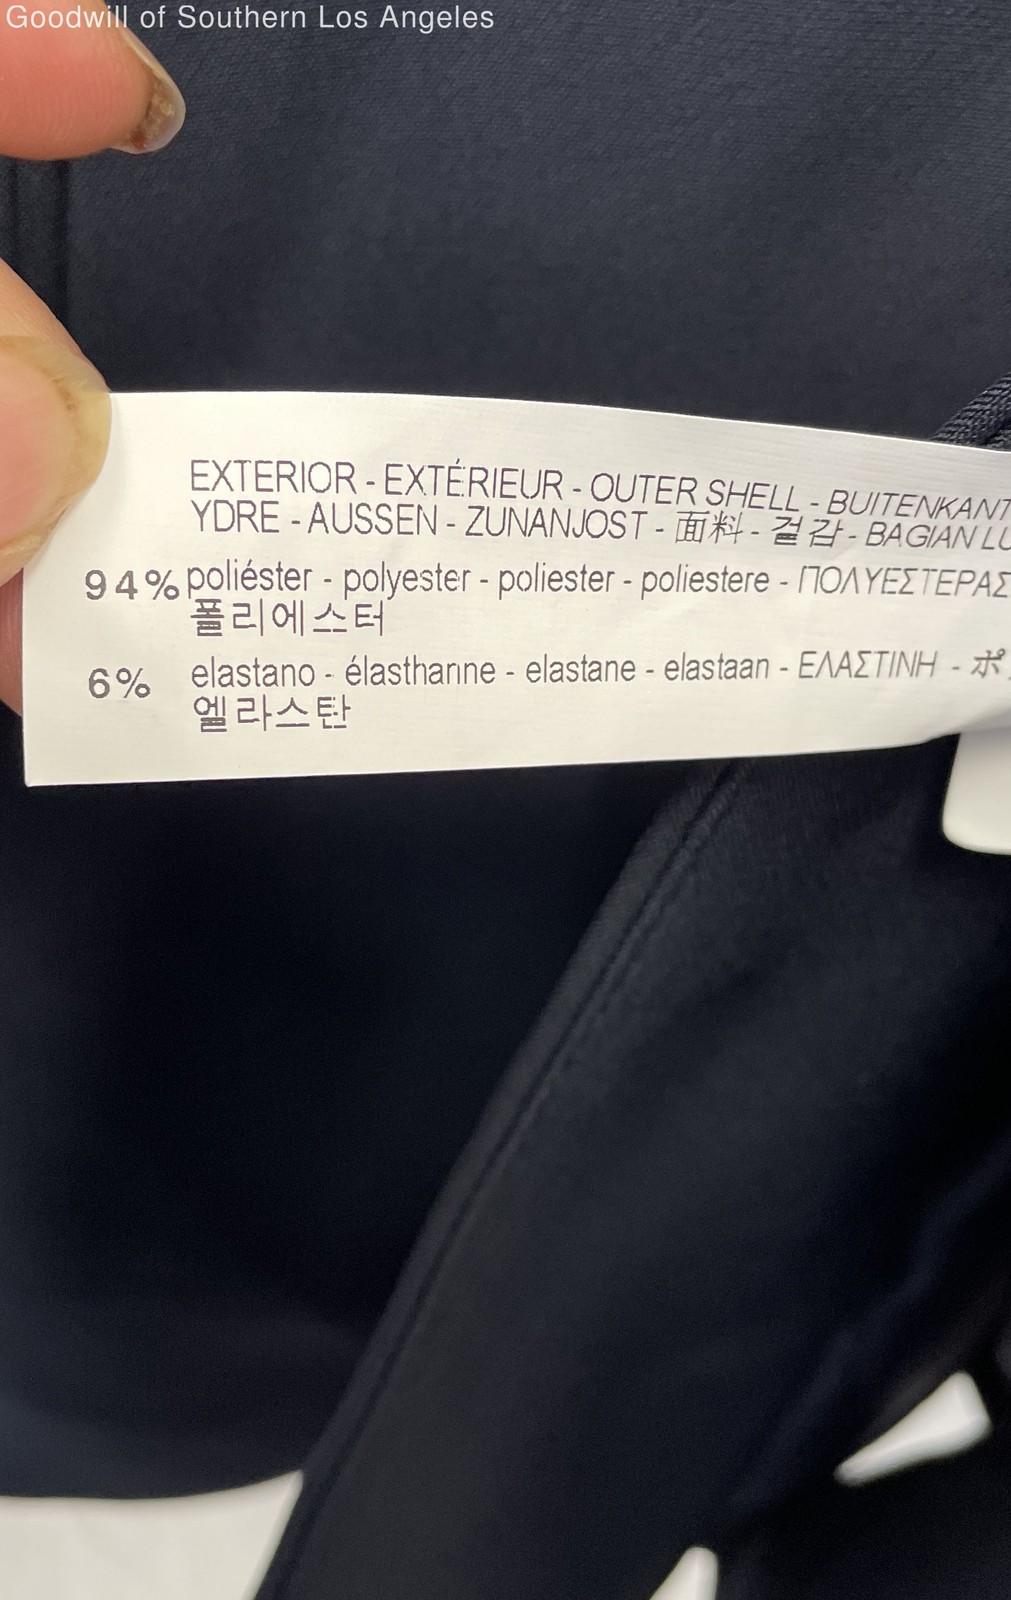 Goodwill of Southern Los Angeles
EXTERIOR - EXTÉRIEUR - OUTER SHELL - BUITENKANT
YDRE - AUSSEN - ZUNANJOST - 面料 - 겉감 - BAGIAN LU
94% poliéster - polyester - poliester - poliestere - ΠΟΛΥΕΣΤΕΡΑΣ
폴리에스터
6% elastano - élasthanne - elastane - elastaan - ΕΛΑΣΤΙΝΗ - ポ
엘라스탄